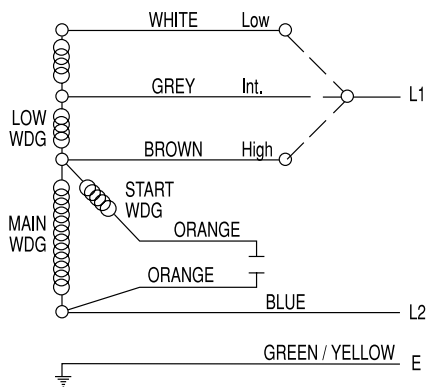 WHITE Low
GREY Int.
L1
LOW
WDG
BROWN High
START
WDG
MAIN
WDG
ORANGE
ORANGE
BLUE
L2
GREEN / YELLOW
E